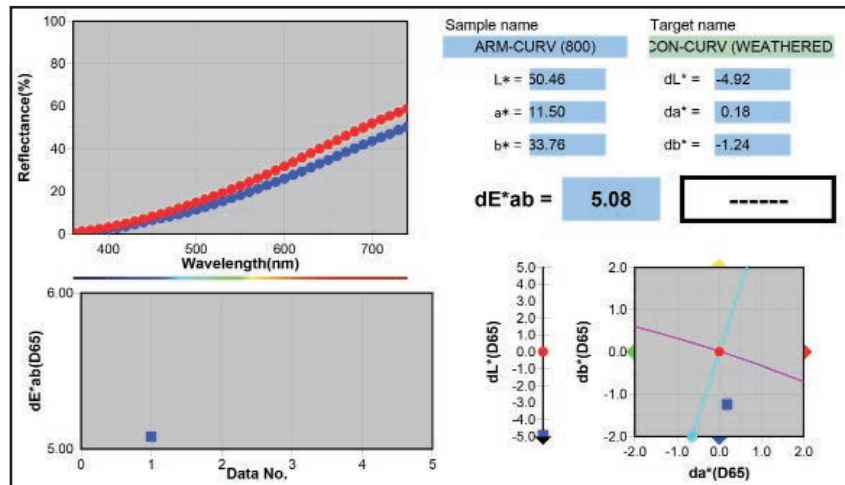 Sample name
Target name
ARM-CURV (800)
CON-CURV (WEATHERED
L* = 50.46
dL* = -4.92
a* = 11.50
da* = 0.18
b* = 33.76
db* = -1.24
dE*ab = 5.08
------
Reflectance(%)
100
80
60
40
20
0
400 500 600 700
Wavelength(nm)
dE*ab(D65)
6.00
5.00
0 1 2 3 4 5
Data No.
dL*(D65)
5.0
4.0
3.0
2.0
1.0
0.0
-1.0
-2.0
-3.0
-4.0
-5.0
db*(D65)
2.0
1.0
0.0
-1.0
-2.0
-2.0 -1.0 0.0 1.0 2.0
da*(D65)